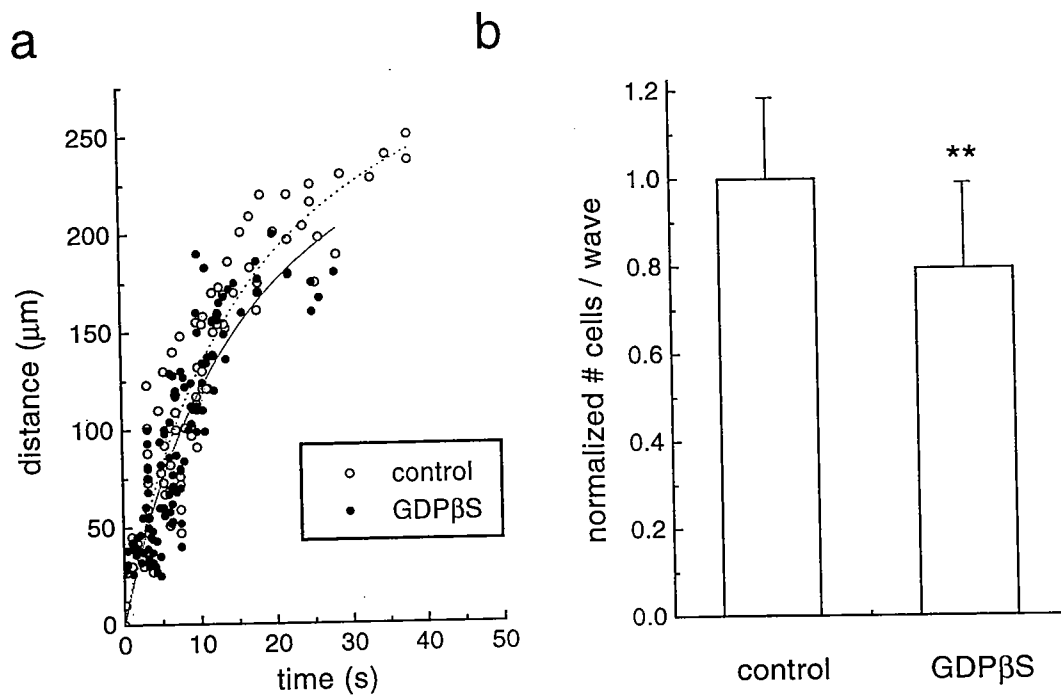 a
b
250
200
150
100
50
0
distance (μm)
0
10
20
30
40
50
time (s)
control
GDPβS
1.2
1.0
0.8
0.6
0.4
0.2
0.0
normalized # cells / wave
**
control
GDPβS